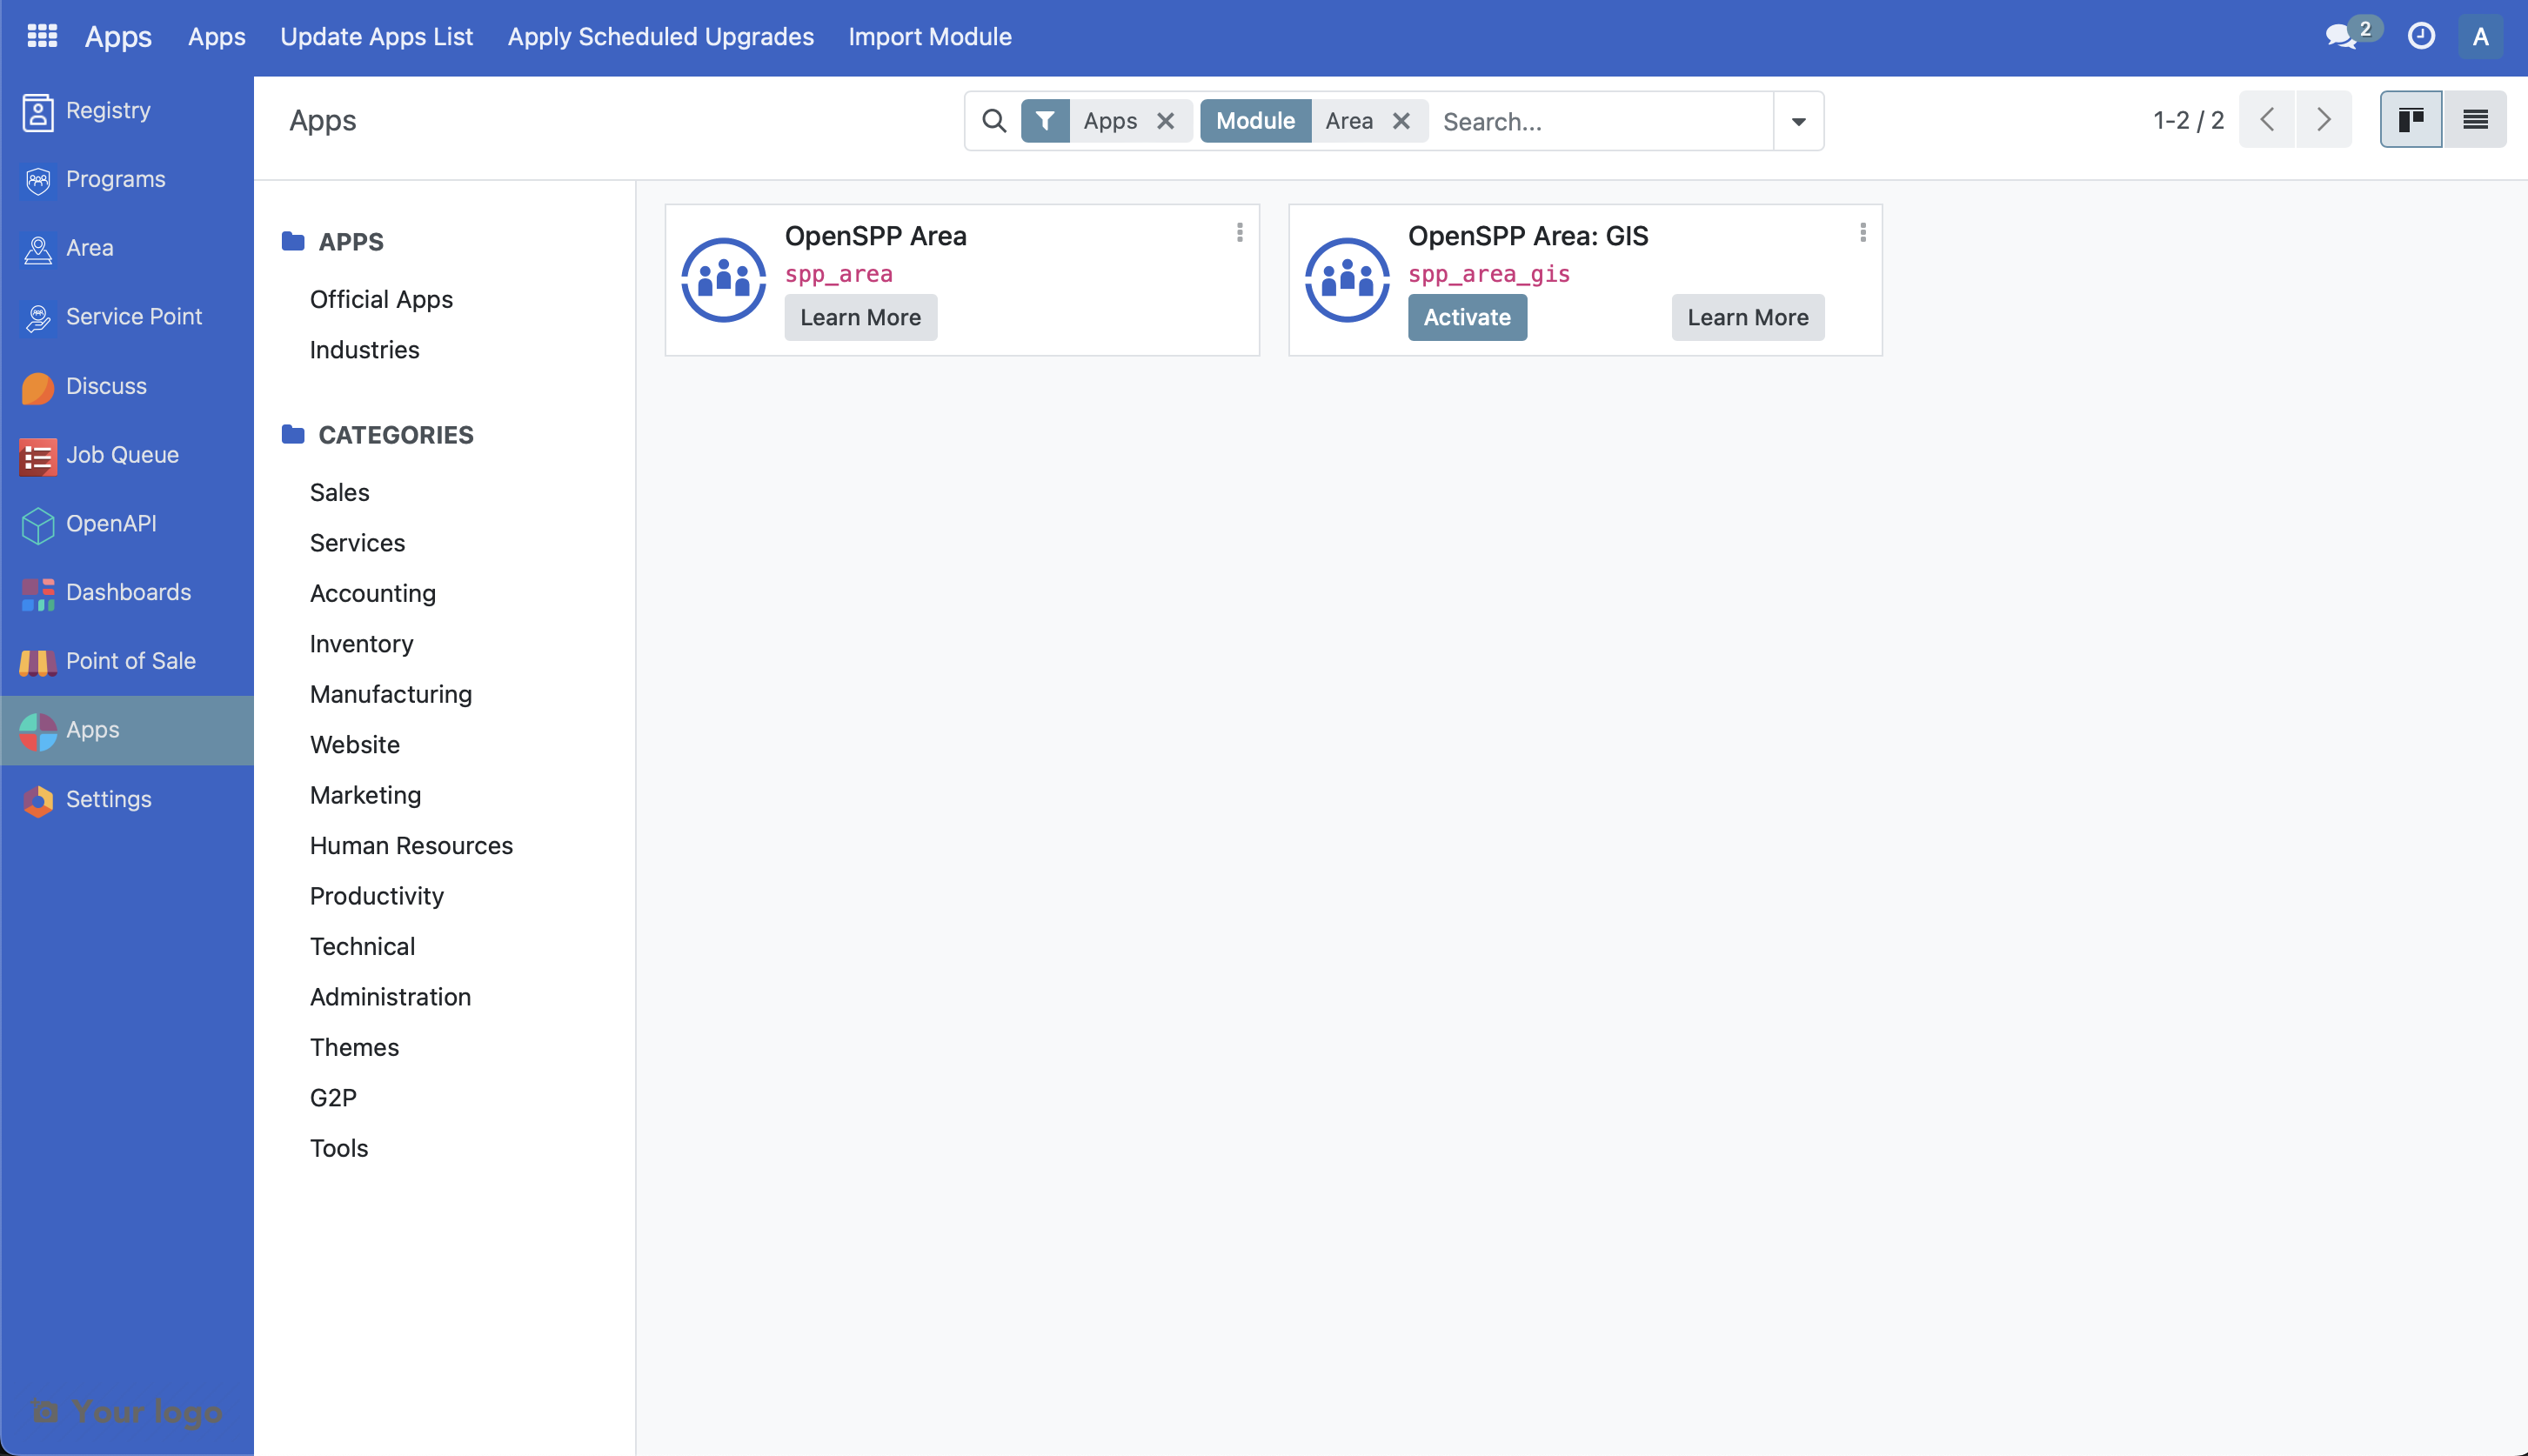 Apps Apps Update Apps List Apply Scheduled Upgrades Import Module 2 A
Registry
Programs
Area
Service Point
Discuss
Job Queue
OpenAPI
Dashboards
Point of Sale
Apps
Settings
Your logo
Apps
Apps Module Area Search...
1-2 / 2
APPS
Official Apps
Industries
CATEGORIES
Sales
Services
Accounting
Inventory
Manufacturing
Website
Marketing
Human Resources
Productivity
Technical
Administration
Themes
G2P
Tools
OpenSPP Area
spp_area
Learn More
OpenSPP Area: GIS
spp_area_gis
Activate Learn More